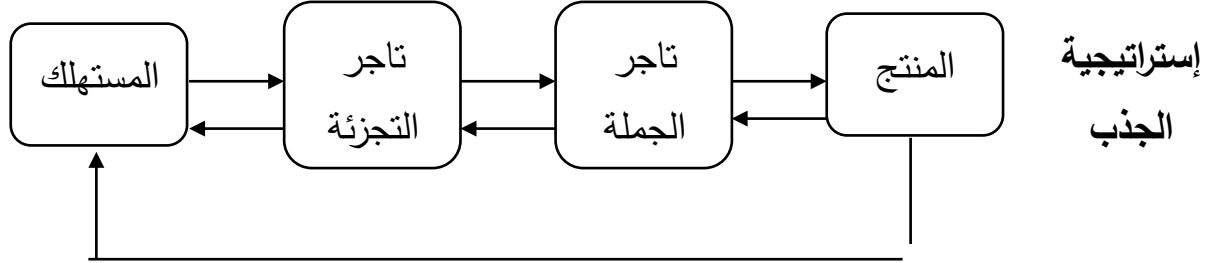 إستراتيجية
الجذب
المنتج
تاجر
الجملة
تاجر
التجزئة
المستهلك